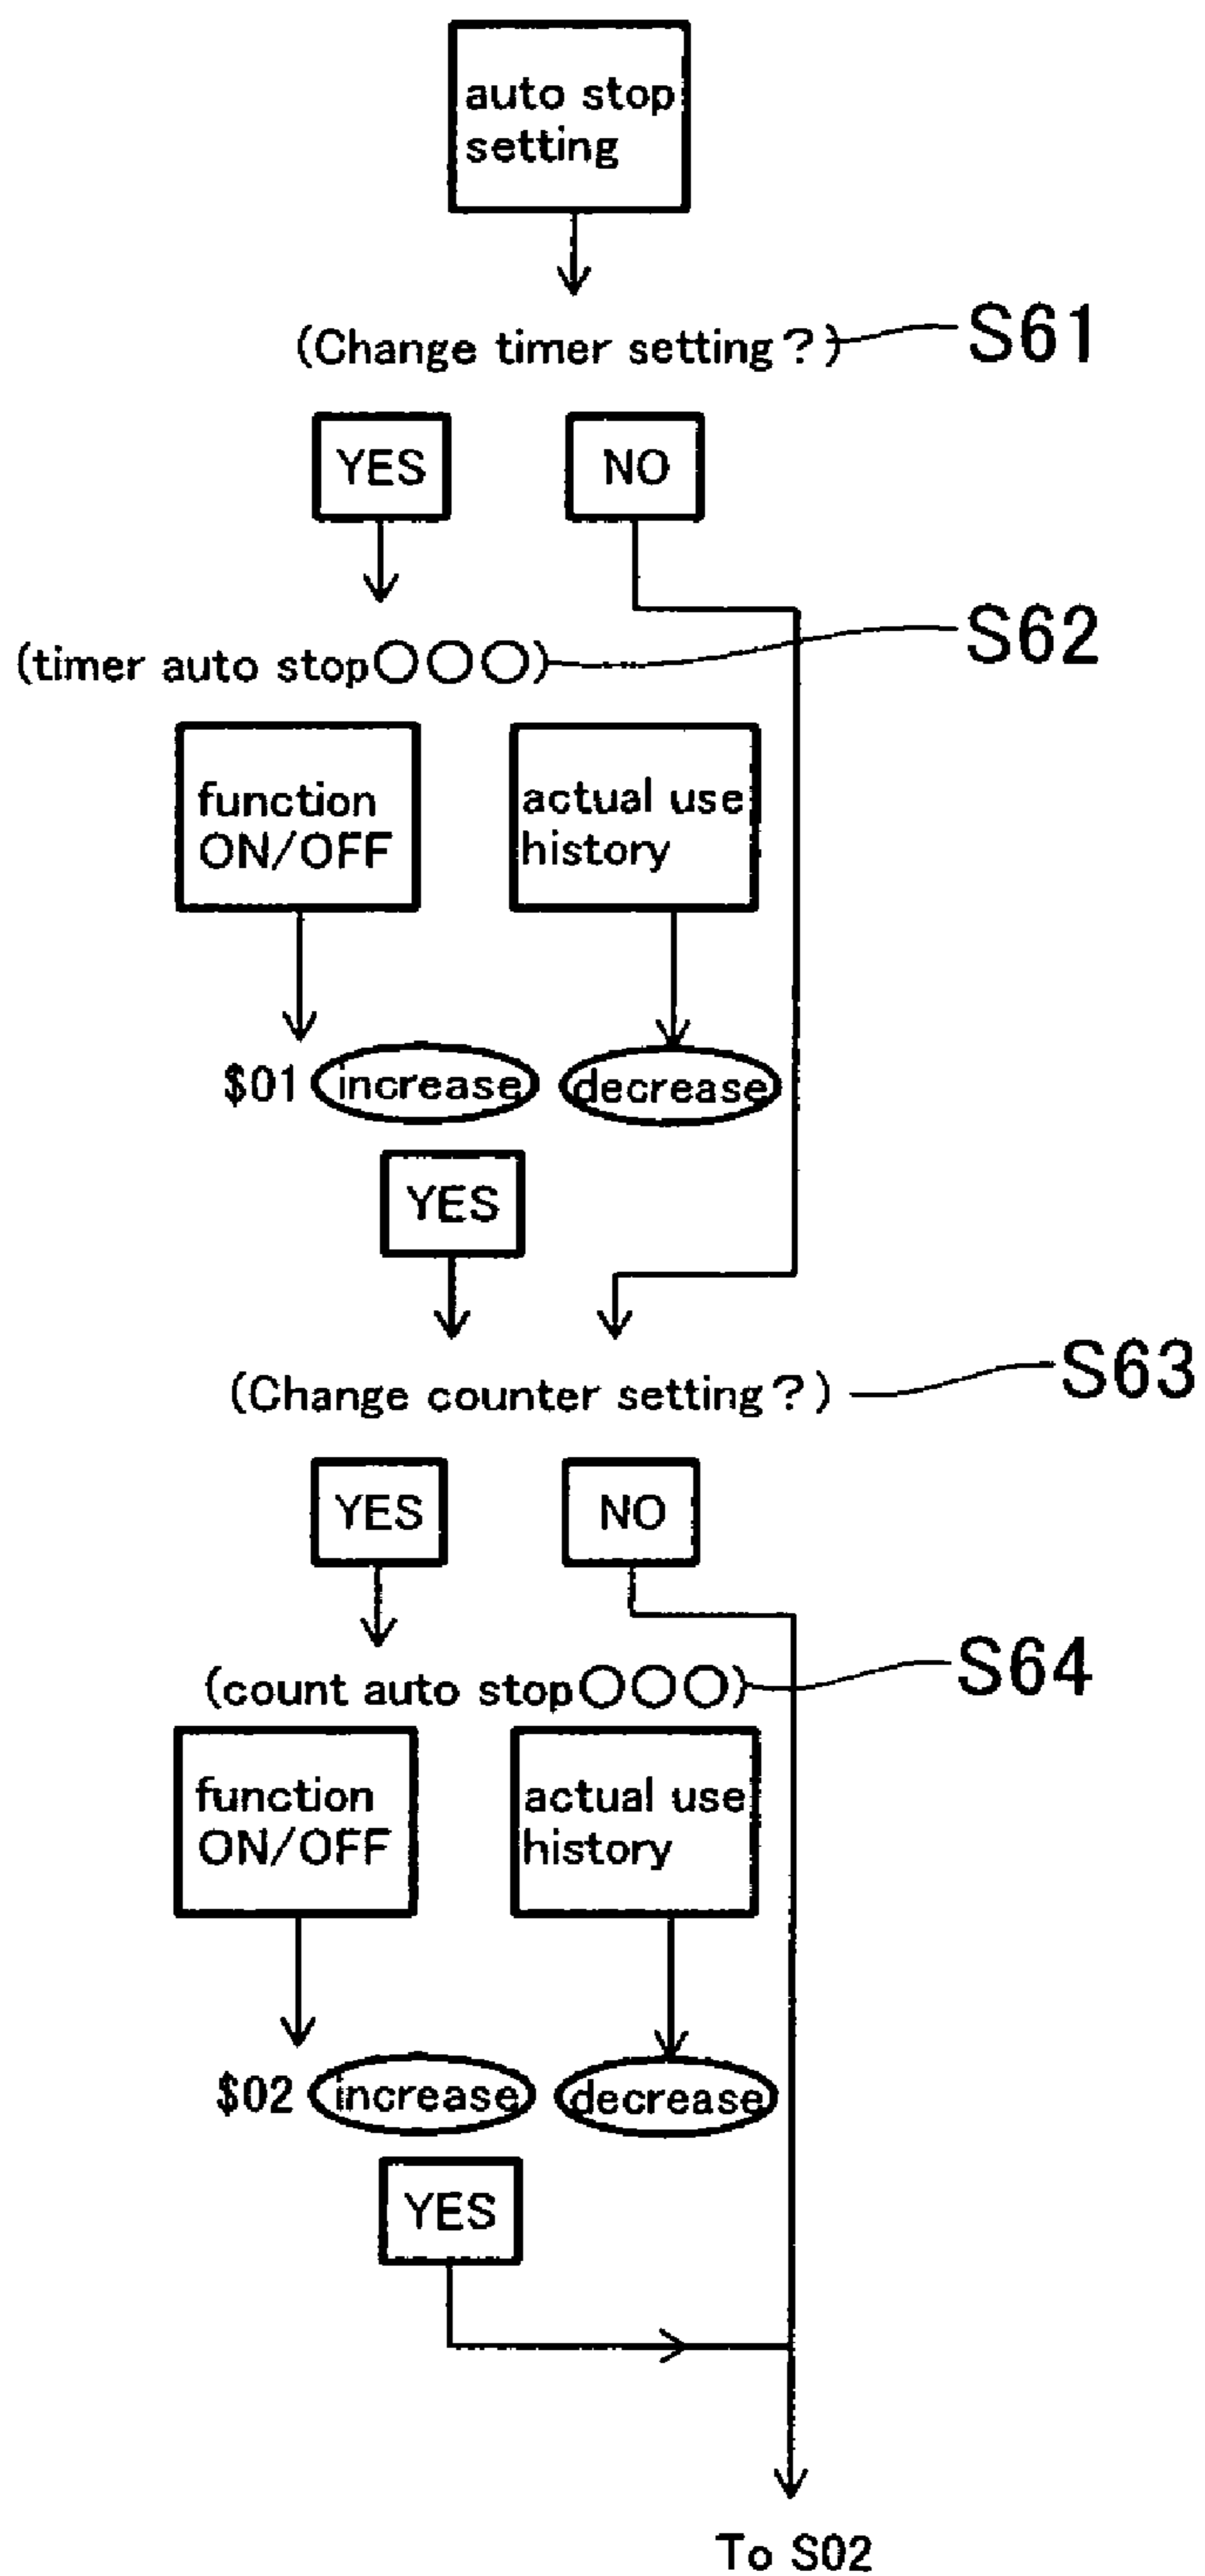 auto stop
setting
(Change timer setting?)
S61
YES
NO
(timer auto stop○○○)
S62
function
ON/OFF
actual use
history
$01
increase
decrease
YES
(Change counter setting?)
S63
YES
NO
(count auto stop○○○)
S64
function
ON/OFF
actual use
history
$02
increase
decrease
YES
To S02